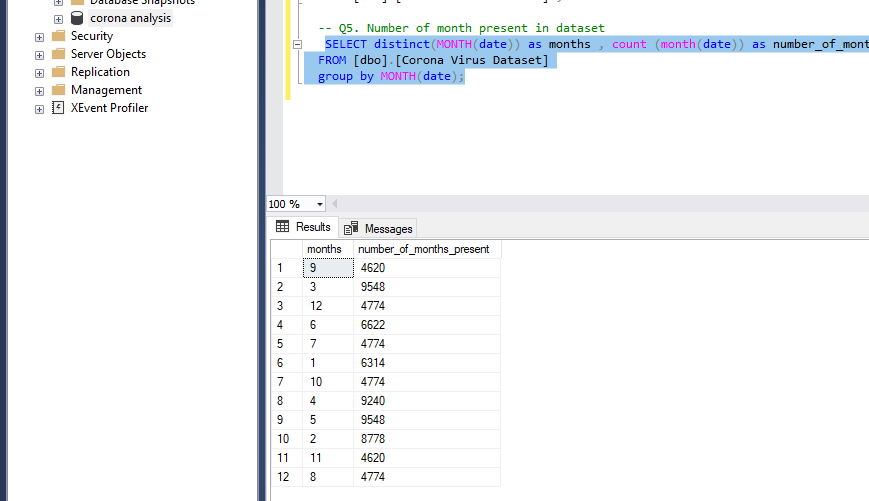 Database Snapshots
corona analysis
Security
Server Objects
Replication
Management
XEvent Profiler
-- Q5. Number of month present in dataset
SELECT distinct(MONTH(date)) as months , count (month(date)) as number_of_mont
FROM [dbo].[Corona Virus Dataset]
group by MONTH(date);
100 %
Results Messages
months number_of_months_present
1 9 4620
2 3 9548
3 12 4774
4 6 6622
5 7 4774
6 1 6314
7 10 4774
8 4 9240
9 5 9548
10 2 8778
11 11 4620
12 8 4774